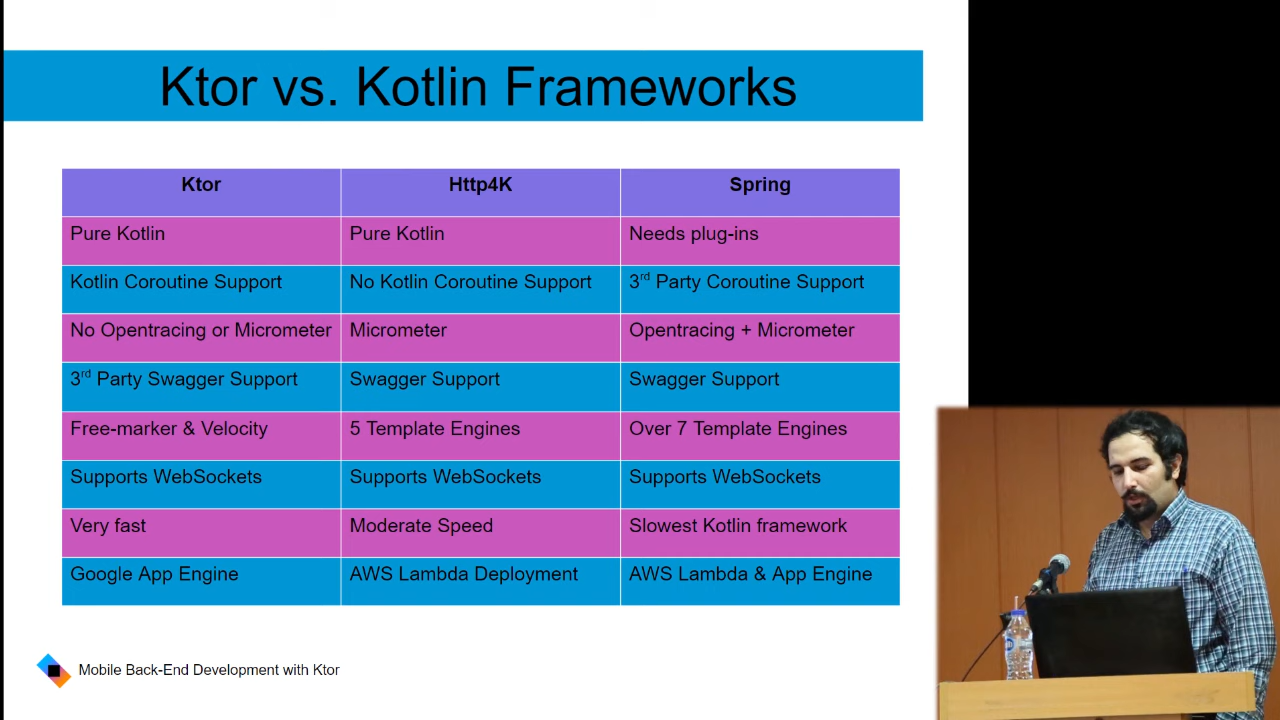 Ktor vs. Kotlin Frameworks
Ktor Http4K Spring
Pure Kotlin Pure Kotlin Needs plug-ins
Kotlin Coroutine Support No Kotlin Coroutine Support 3rd Party Coroutine Support
No Opentracing or Micrometer Micrometer Opentracing + Micrometer
3rd Party Swagger Support Swagger Support Swagger Support
Free-marker & Velocity 5 Template Engines Over 7 Template Engines
Supports WebSockets Supports WebSockets Supports WebSockets
Very fast Moderate Speed Slowest Kotlin framework
Google App Engine AWS Lambda Deployment AWS Lambda & App Engine
Mobile Back-End Development with Ktor